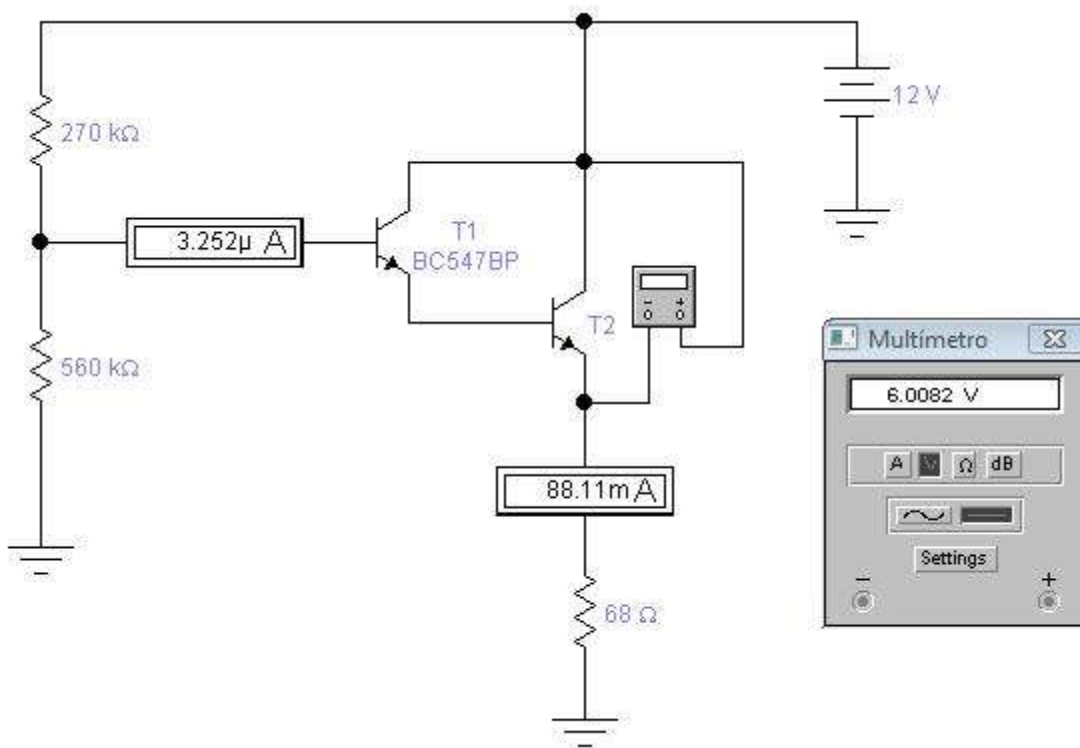 270 kΩ
12 V
3.252µ A
T1
BC547BP
T2
- +
560 kΩ
Multímetro
6.0082 V
A V Ω dB
Settings
- +
88.11m A
68 Ω